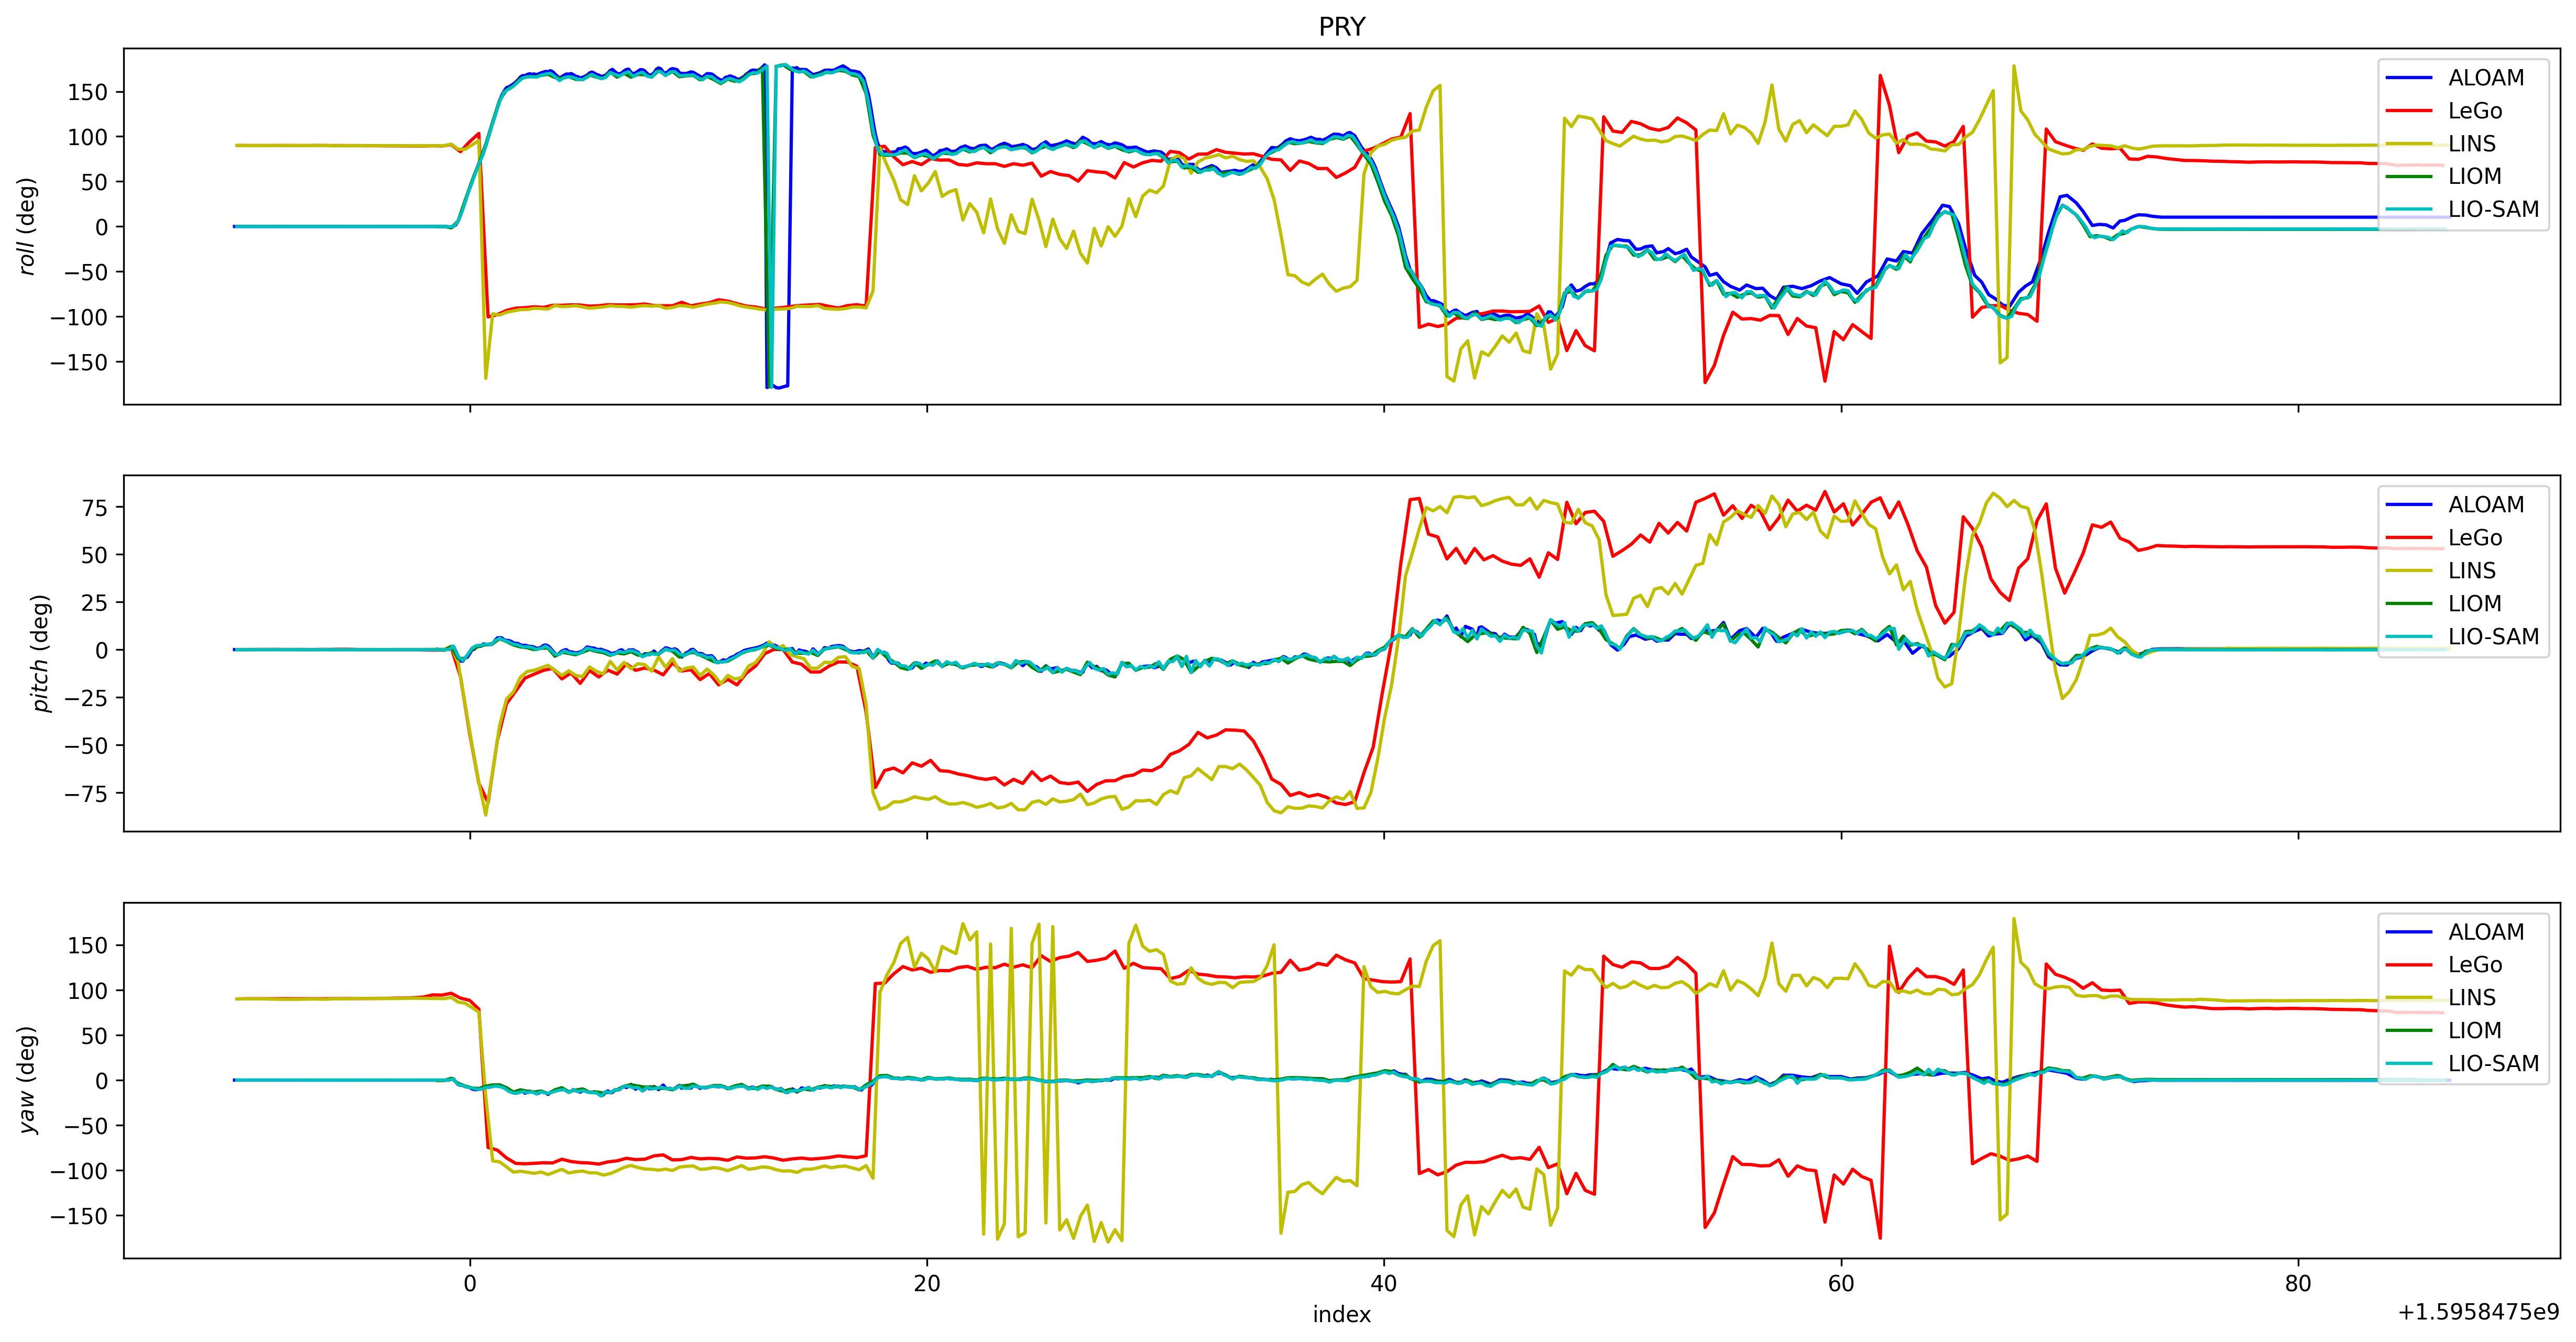 PRY
150
100
50
0
−50
−100
−150
roll (deg)
ALOAM
LeGo
LINS
LIOM
LIO-SAM
75
50
25
0
−25
−50
−75
pitch (deg)
ALOAM
LeGo
LINS
LIOM
LIO-SAM
150
100
50
0
−50
−100
−150
yaw (deg)
ALOAM
LeGo
LINS
LIOM
LIO-SAM
0 20 40 60 80
index
+1.5958475e9